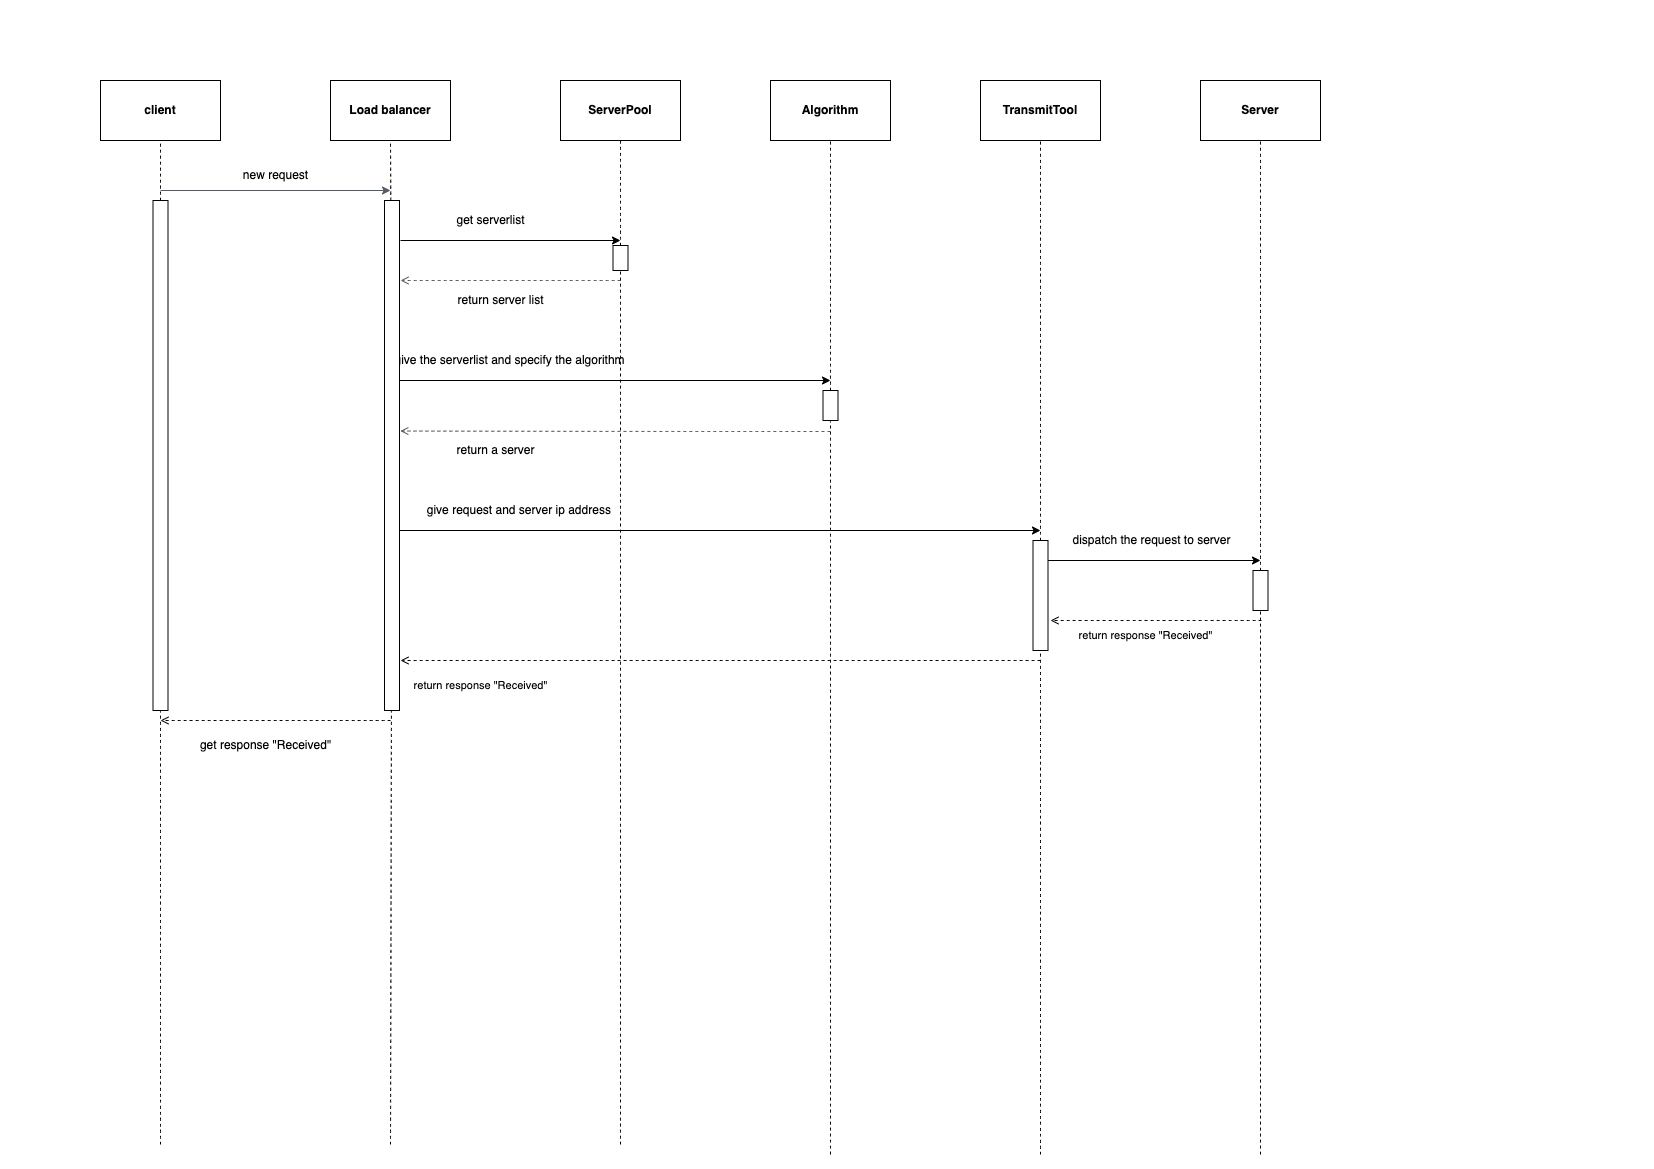 client
Load balancer
ServerPool
Algorithm
TransmitTool
Server
new request
get serverlist
return server list
ive the serverlist and specify the algorithm
return a server
give request and server ip address
dispatch the request to server
return response "Received"
return response "Received"
get response "Received"